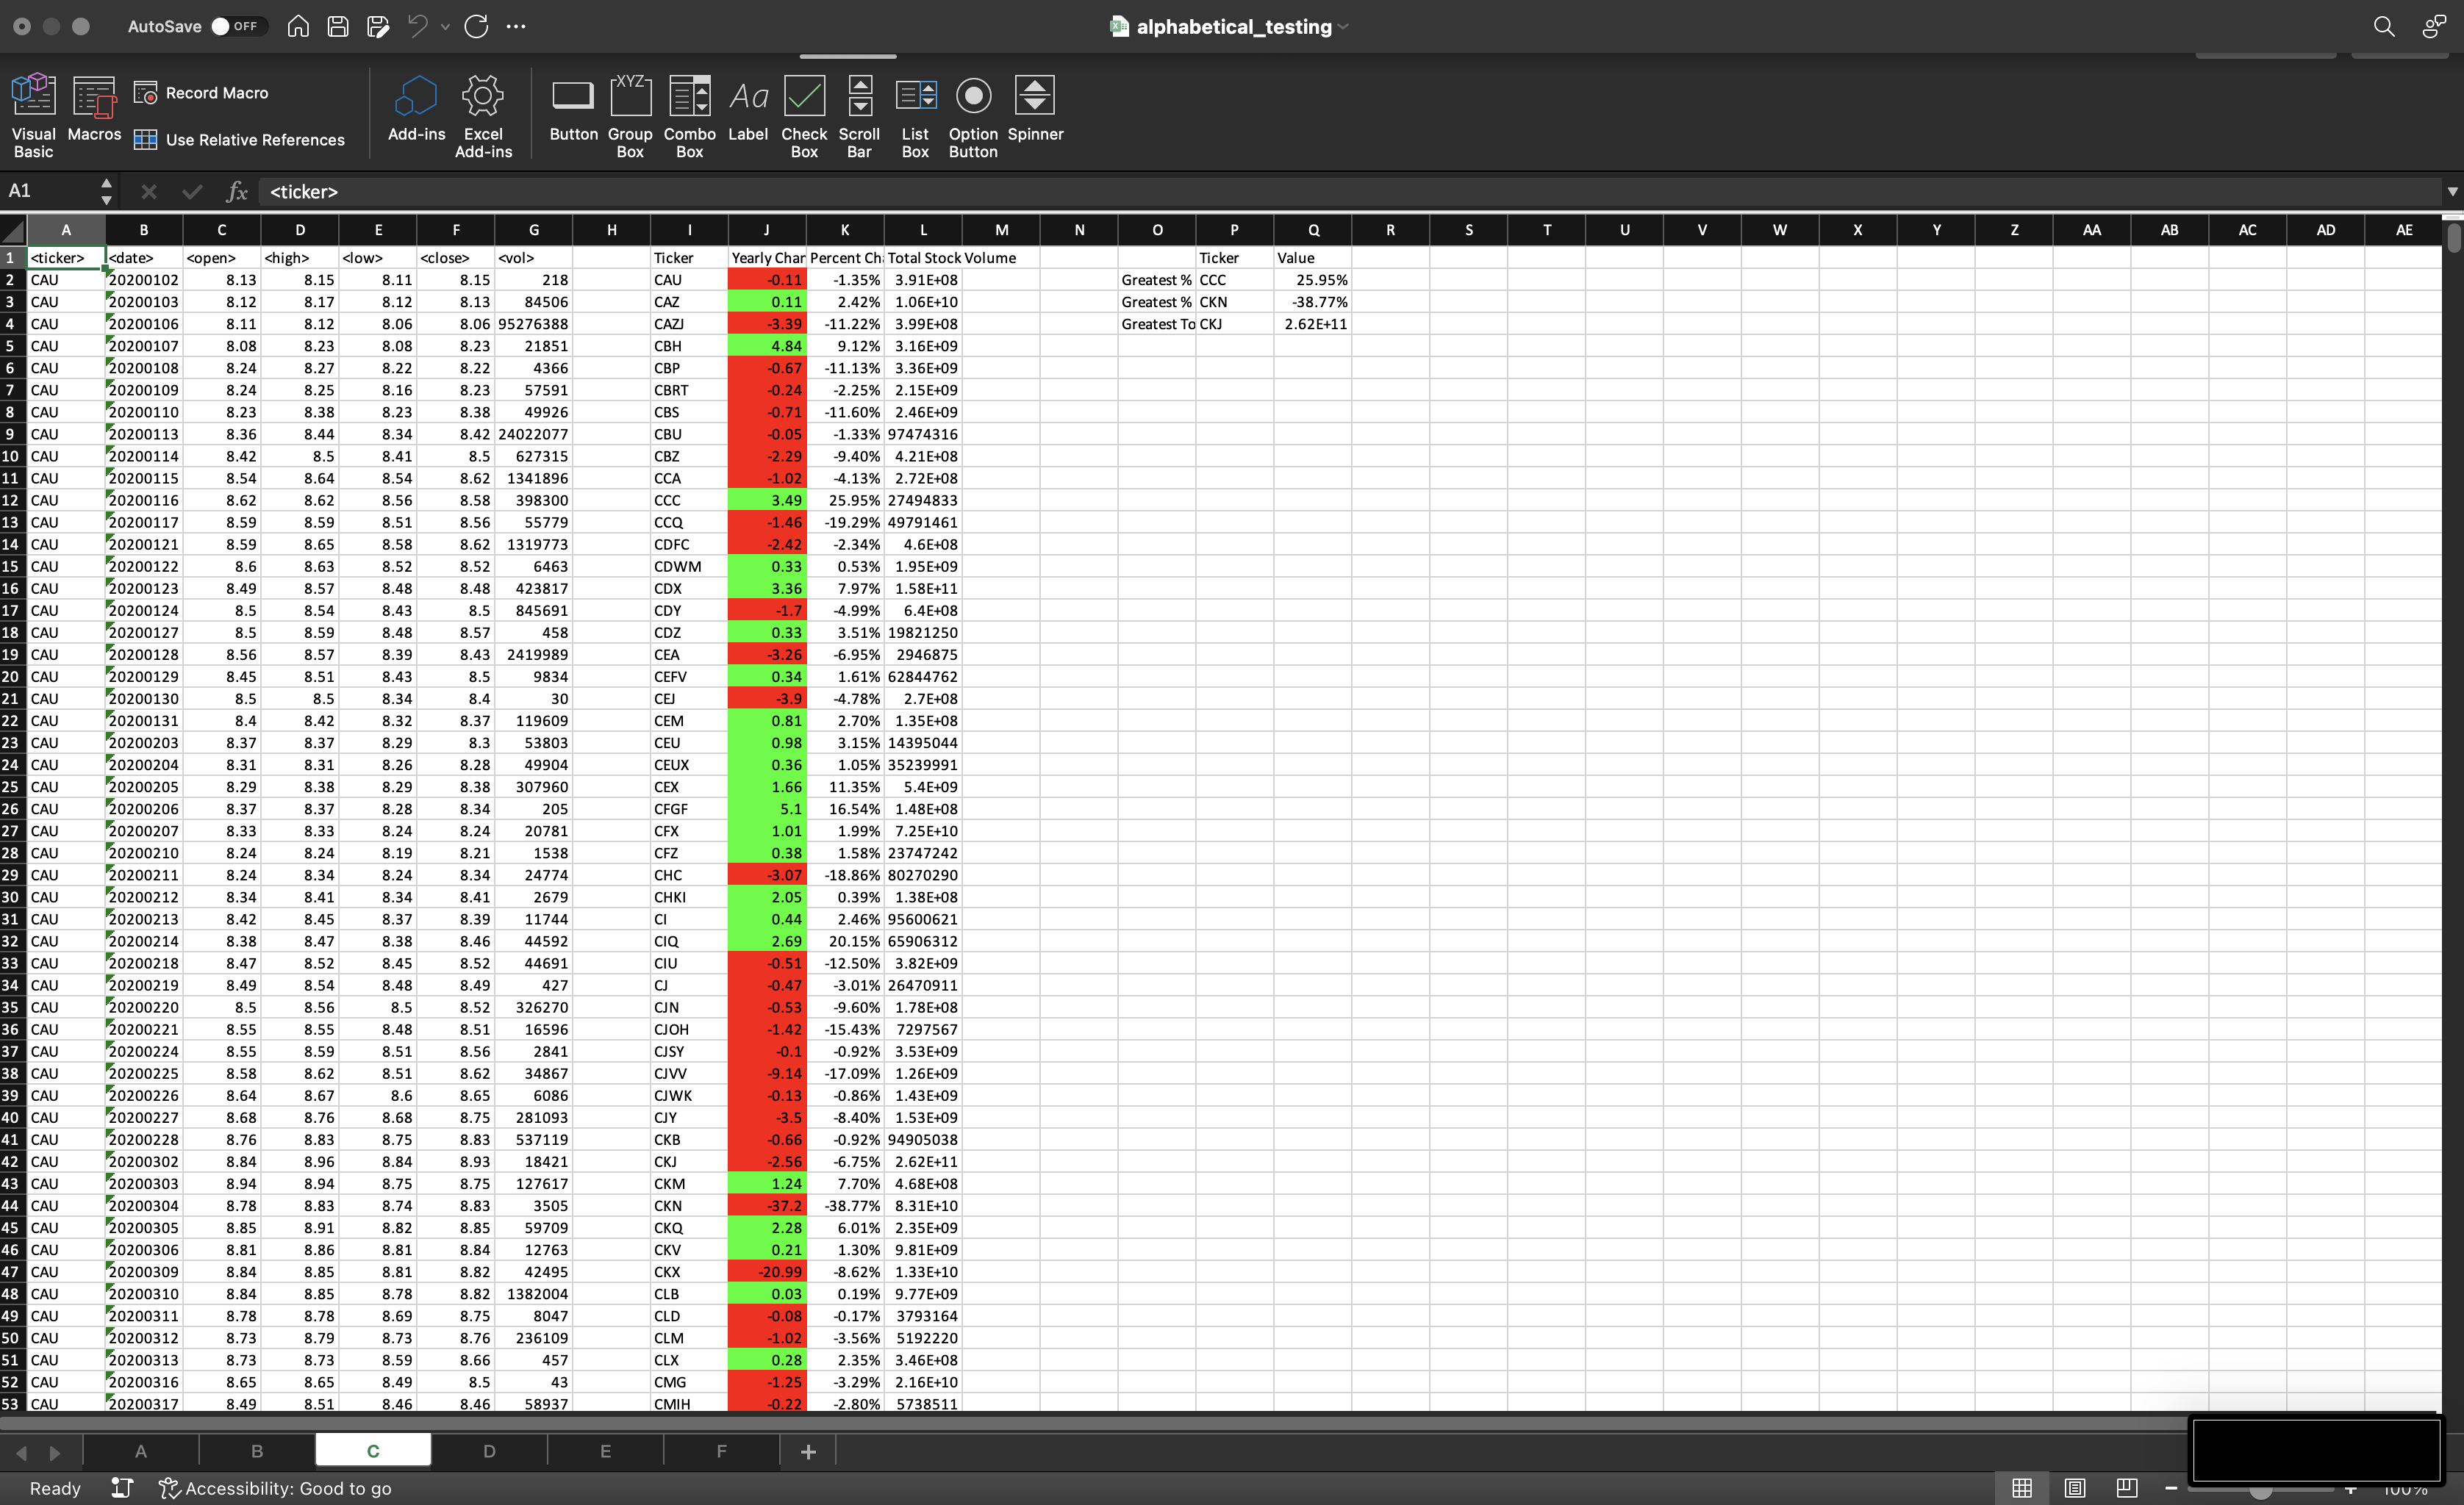 AutoSave OFF alphabetical_testing
Visual Basic Macros Record Macro Use Relative References Add-ins Excel Add-ins Button XYZ Group Box Combo Box Aa Label Check Box Scroll Bar List Box Option Button Spinner
A1 fx <ticker>
A B C D E F G H I J K L M N O P Q R S T U V W X Y Z AA AB AC AD AE
1 <ticker> <date> <open> <high> <low> <close> <vol> Ticker Yearly Char Percent Ch Total Stock Volume Ticker Value
2 CAU 20200102 8.13 8.15 8.11 8.15 218 CAU -0.11 -1.35% 3.91E+08 Greatest % CCC 25.95%
3 CAU 20200103 8.12 8.17 8.12 8.13 84506 CAZ 0.11 2.42% 1.06E+10 Greatest % CKN -38.77%
4 CAU 20200106 8.11 8.12 8.06 8.06 95276388 CAZJ -3.39 -11.22% 3.99E+08 Greatest To CKJ 2.62E+11
5 CAU 20200107 8.08 8.23 8.08 8.23 21851 CBH 4.84 9.12% 3.16E+09
6 CAU 20200108 8.24 8.27 8.22 8.22 4366 CBP -0.67 -11.13% 3.36E+09
7 CAU 20200109 8.24 8.25 8.16 8.23 57591 CBRT -0.24 -2.25% 2.15E+09
8 CAU 20200110 8.23 8.38 8.23 8.38 49926 CBS -0.71 -11.60% 2.46E+09
9 CAU 20200113 8.36 8.44 8.34 8.42 24022077 CBU -0.05 -1.33% 97474316
10 CAU 20200114 8.42 8.5 8.41 8.5 627315 CBZ -2.29 -9.40% 4.21E+08
11 CAU 20200115 8.54 8.64 8.54 8.62 1341896 CCA -1.02 -4.13% 2.72E+08
12 CAU 20200116 8.62 8.62 8.56 8.58 398300 CCC 3.49 25.95% 27494833
13 CAU 20200117 8.59 8.59 8.51 8.56 55779 CCQ -1.46 -19.29% 49791461
14 CAU 20200121 8.59 8.65 8.58 8.62 1319773 CDFC -2.42 -2.34% 4.6E+08
15 CAU 20200122 8.6 8.63 8.52 8.52 6463 CDWM 0.33 0.53% 1.95E+09
16 CAU 20200123 8.49 8.57 8.48 8.48 423817 CDX 3.36 7.97% 1.58E+11
17 CAU 20200124 8.5 8.54 8.43 8.5 845691 CDY -1.7 -4.99% 6.4E+08
18 CAU 20200127 8.5 8.59 8.48 8.57 458 CDZ 0.33 3.51% 19821250
19 CAU 20200128 8.56 8.57 8.39 8.43 2419989 CEA -3.26 -6.95% 2946875
20 CAU 20200129 8.45 8.51 8.43 8.5 9834 CEFV 0.34 1.61% 62844762
21 CAU 20200130 8.5 8.5 8.34 8.4 30 CEJ -3.9 -4.78% 2.7E+08
22 CAU 20200131 8.4 8.42 8.32 8.37 119609 CEM 0.81 2.70% 1.35E+08
23 CAU 20200203 8.37 8.37 8.29 8.3 53803 CEU 0.98 3.15% 14395044
24 CAU 20200204 8.31 8.31 8.26 8.28 49904 CEUX 0.36 1.05% 35239991
25 CAU 20200205 8.29 8.38 8.29 8.38 307960 CEX 1.66 11.35% 5.4E+09
26 CAU 20200206 8.37 8.37 8.28 8.34 205 CFGF 5.1 16.54% 1.48E+08
27 CAU 20200207 8.33 8.33 8.24 8.24 20781 CFX 1.01 1.99% 7.25E+10
28 CAU 20200210 8.24 8.24 8.19 8.21 1538 CFZ 0.38 1.58% 23747242
29 CAU 20200211 8.24 8.34 8.24 8.34 24774 CHC -3.07 -18.86% 80270290
30 CAU 20200212 8.34 8.41 8.34 8.41 2679 CHKI 2.05 0.39% 1.38E+08
31 CAU 20200213 8.42 8.45 8.37 8.39 11744 CI 0.44 2.46% 95600621
32 CAU 20200214 8.38 8.47 8.38 8.46 44592 CIQ 2.69 20.15% 65906312
33 CAU 20200218 8.47 8.52 8.45 8.52 44691 CIU -0.51 -12.50% 3.82E+09
34 CAU 20200219 8.49 8.54 8.48 8.49 427 CJ -0.47 -3.01% 26470911
35 CAU 20200220 8.5 8.56 8.5 8.52 326270 CJN -0.53 -9.60% 1.78E+08
36 CAU 20200221 8.55 8.55 8.48 8.51 16596 CJOH -1.42 -15.43% 7297567
37 CAU 20200224 8.55 8.59 8.51 8.56 2841 CJSY -0.1 -0.92% 3.53E+09
38 CAU 20200225 8.58 8.62 8.51 8.62 34867 CJVV -9.14 -17.09% 1.26E+09
39 CAU 20200226 8.64 8.67 8.6 8.65 6086 CJWK -0.13 -0.86% 1.43E+09
40 CAU 20200227 8.68 8.76 8.68 8.75 281093 CJY -3.5 -8.40% 1.53E+09
41 CAU 20200228 8.76 8.83 8.75 8.83 537119 CKB -0.66 -0.92% 94905038
42 CAU 20200302 8.84 8.96 8.84 8.93 18421 CKJ -2.56 -6.75% 2.62E+11
43 CAU 20200303 8.94 8.94 8.75 8.75 127617 CKM 1.24 7.70% 4.68E+08
44 CAU 20200304 8.78 8.83 8.74 8.83 3505 CKN -37.2 -38.77% 8.31E+10
45 CAU 20200305 8.85 8.91 8.82 8.85 59709 CKQ 2.28 6.01% 2.35E+09
46 CAU 20200306 8.81 8.86 8.81 8.84 12763 CKV 0.21 1.30% 9.81E+09
47 CAU 20200309 8.84 8.85 8.81 8.82 42495 CKX -20.99 -8.62% 1.33E+10
48 CAU 20200310 8.84 8.85 8.78 8.82 1382004 CLB 0.03 0.19% 9.77E+09
49 CAU 20200311 8.78 8.78 8.69 8.75 8047 CLD -0.08 -0.17% 3793164
50 CAU 20200312 8.73 8.79 8.73 8.76 236109 CLM -1.02 -3.56% 5192220
51 CAU 20200313 8.73 8.73 8.59 8.66 457 CLX 0.28 2.35% 3.46E+08
52 CAU 20200316 8.65 8.65 8.49 8.5 43 CMG -1.25 -3.29% 2.16E+10
53 CAU 20200317 8.49 8.51 8.46 8.46 58937 CMIH -0.22 -2.80% 5738511
A B C D E F
Ready Accessibility: Good to go 100%